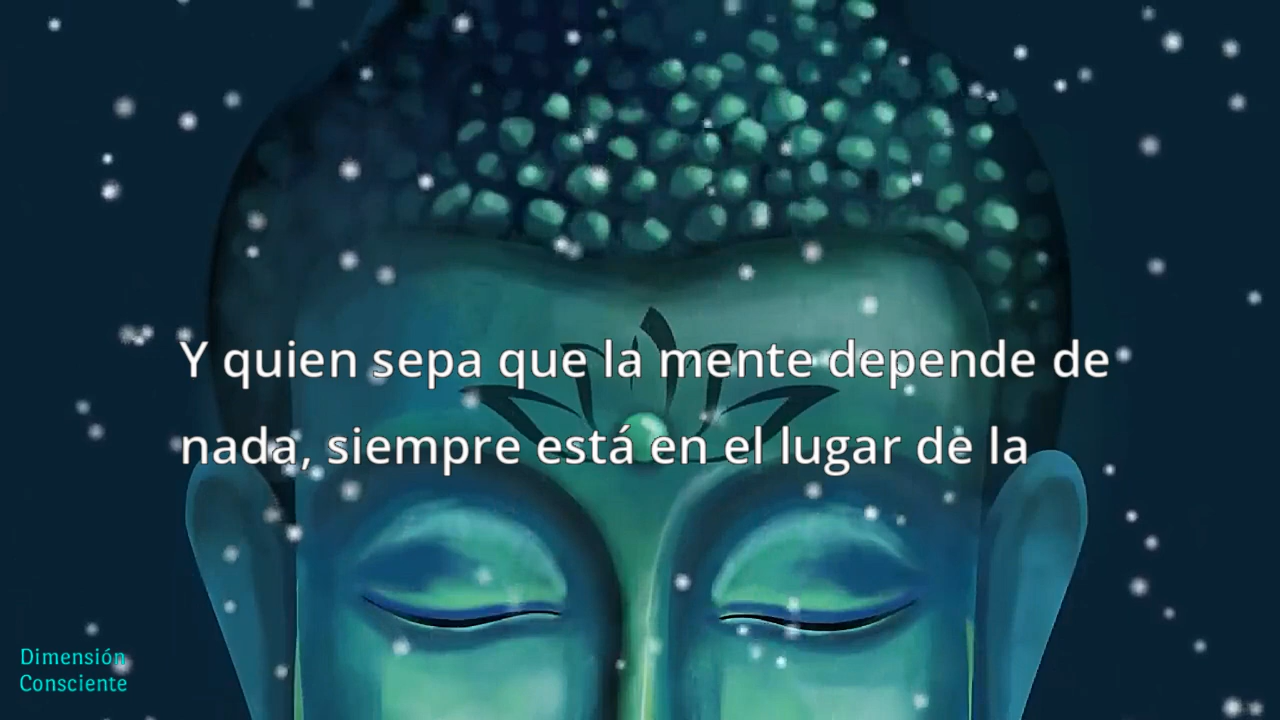 Y quien sepa que la mente depende de
nada, siempre está en el lugar de la
Dimensión
Consciente